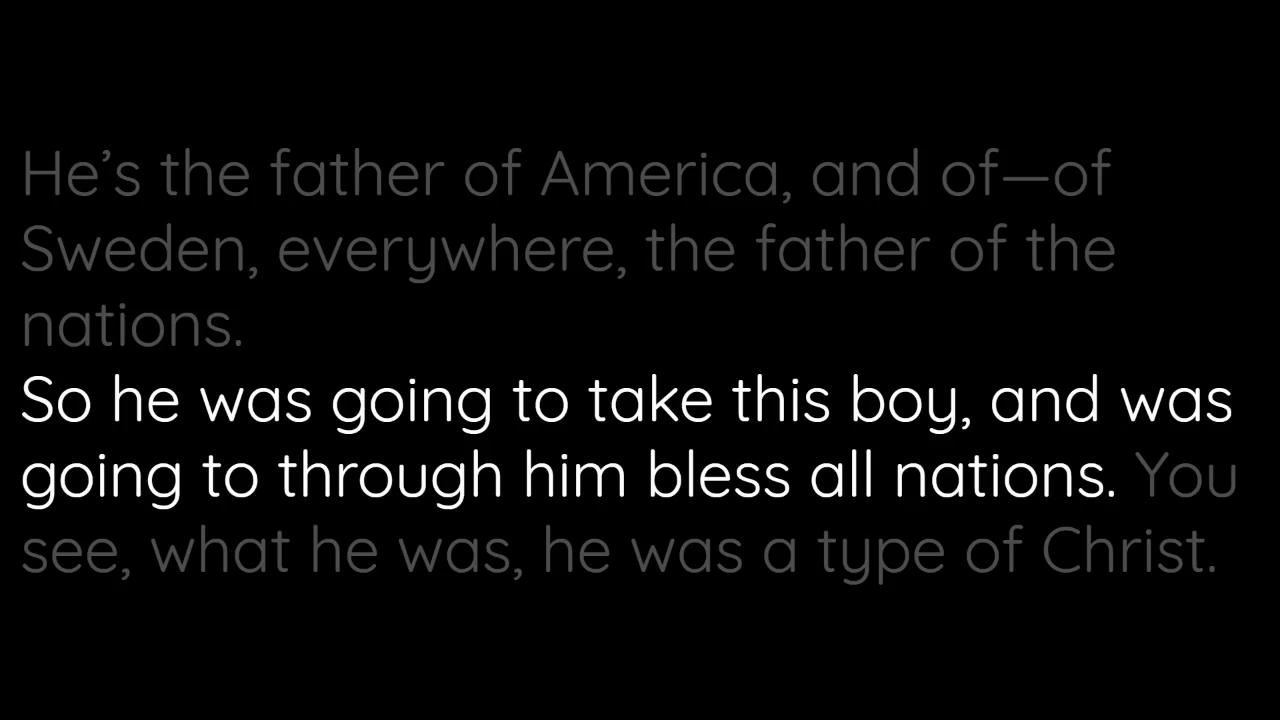 He’s the father of America, and of—of
Sweden, everywhere, the father of the
nations.
So he was going to take this boy, and was
going to through him bless all nations. You
see, what he was, he was a type of Christ.